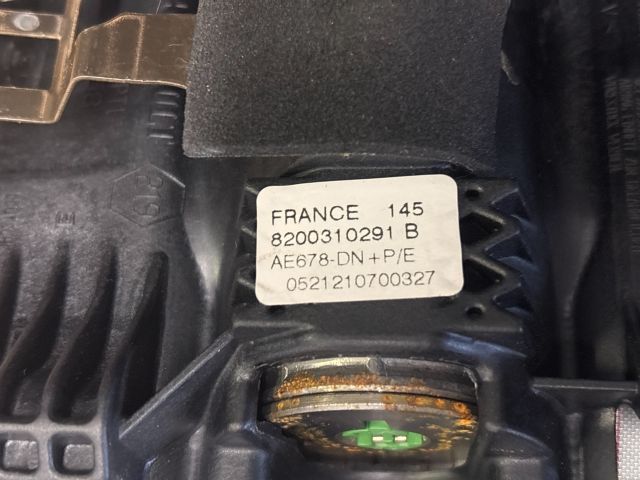 FRANCE 145
8200310291 B
AE678-DN+P/E
0521210700327